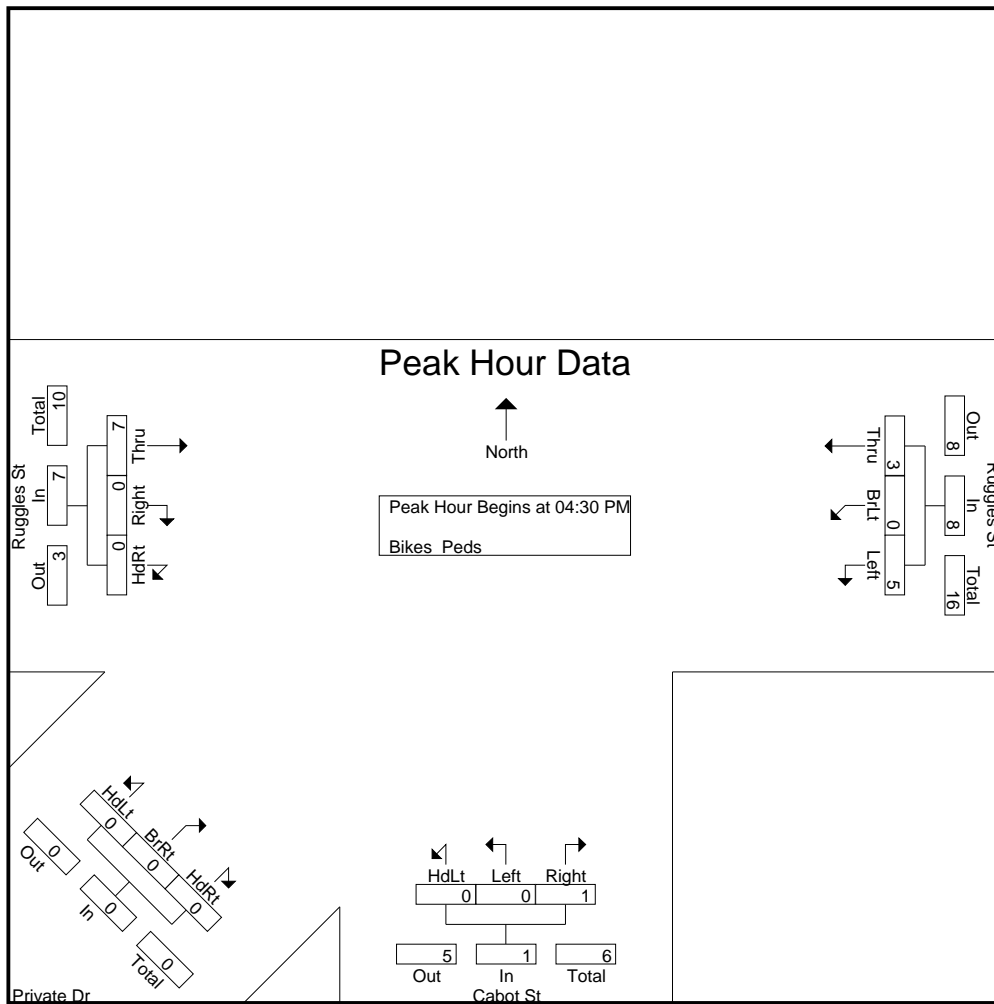 Peak Hour Data
North
Peak Hour Begins at 04:30 PM
Bikes Peds
Ruggles St
Total
10
In
7
Out
3
7
Thru
0
Right
0
HdRt
Ruggles St
Out
8
In
8
Total
16
Thru
3
BrLt
0
Left
5
HdLt
0
BrRt
0
HdRt
0
Out
0
In
0
Total
0
Private Dr
HdLt Left Right
0 0 1
5 1 6
Out In Total
Cabot St